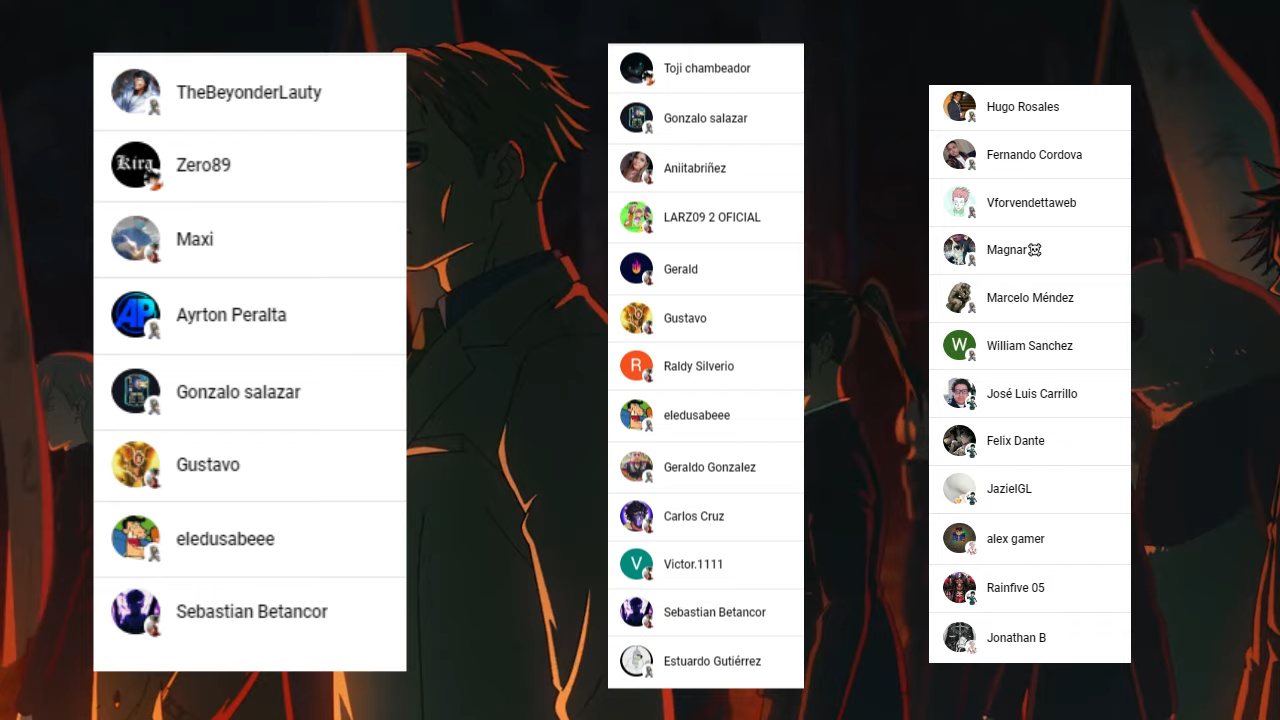 TheBeyonderLauty
Kira
Zero89
Maxi
AP
Ayrton Peralta
Gonzalo salazar
Gustavo
eledusabeee
Sebastian Betancor
Toji chambeador
Gonzalo salazar
Aniitabriñez
LARZ09 2 OFICIAL
Gerald
Gustavo
R
Raldy Silverio
eledusabeee
Geraldo Gonzalez
Carlos Cruz
V
Victor.1111
Sebastian Betancor
Estuardo Gutiérrez
Hugo Rosales
Fernando Cordova
Vforvendettaweb
Magnar
Marcelo Méndez
W
William Sanchez
José Luis Carrillo
Felix Dante
JazielGL
alex gamer
Rainfive 05
Jonathan B